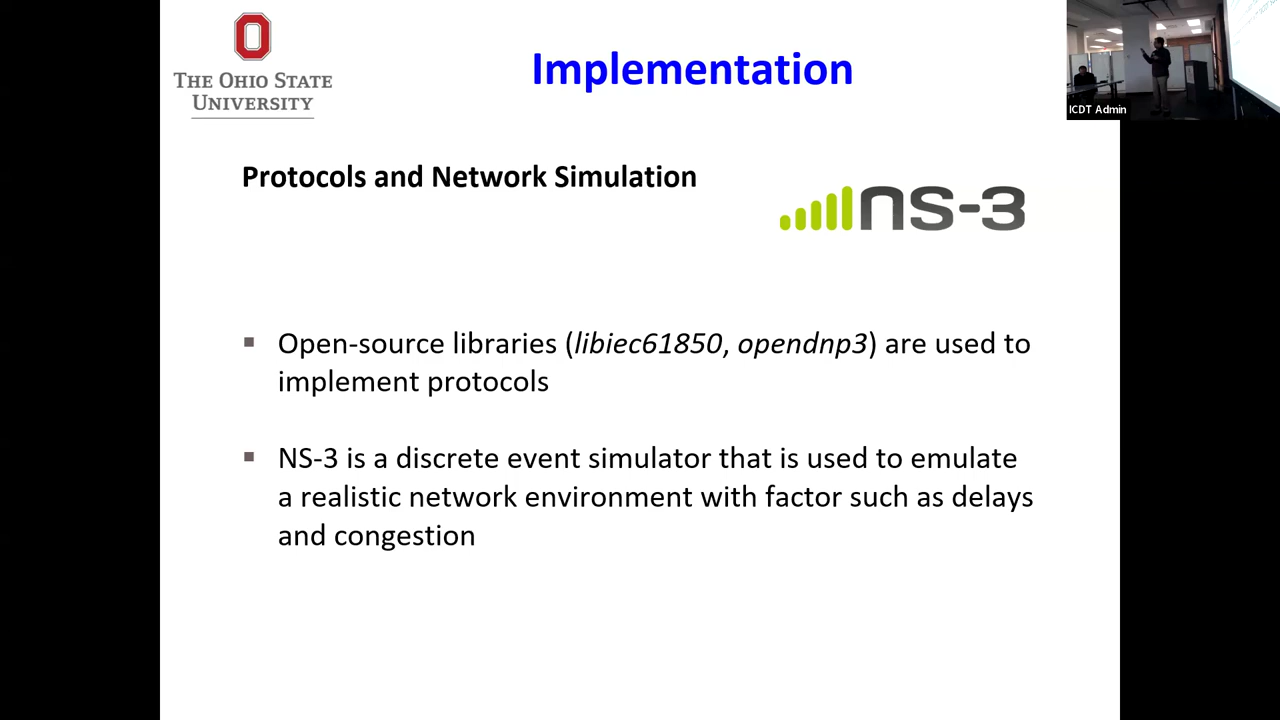 THE OHIO STATE
UNIVERSITY
Implementation
ICDT Admin
Protocols and Network Simulation
NS-3
▪ Open-source libraries (libiec61850, opendnp3) are used to
implement protocols
▪ NS-3 is a discrete event simulator that is used to emulate
a realistic network environment with factor such as delays
and congestion